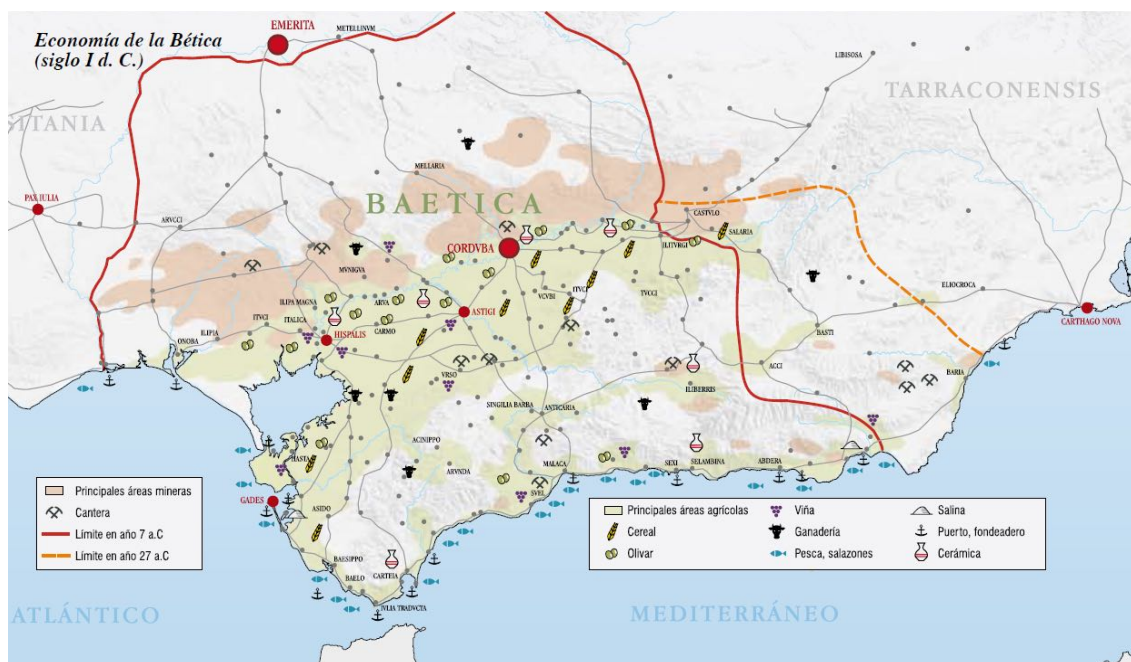 Economía de la Bética
(siglo I d. C.)
EMERITA
METELLINVM
LIBISOSA
SITANIA
TARRACONENSIS
MELLARIA
PAX IULIA
BAETICA
ARVCCI
CASTVLO
SALARIA
CORDVBA
ILITVRGI
MVNIGVA
ELIOCROCA
ILIPA MAGNA
ARVA
VCVBI
ITVCI
TVCCI
CARTHAGO NOVA
ITVCI
ITALICA
ASTIGI
ILIPIA
HISPALIS
CARMO
BASTI
ONOBA
ACCI
VRSO
BARIA
ILIBERRIS
SINGILIA BARBA
ANTICARIA
ACINIPPO
HASTA
ARVNDA
MALACA
SEXI
SELAMBINA
ABDERA
SVEL
GADES
ASIDO
BAESIPPO
BAELO
CARTEIA
IVLIA TRADVCTA
ATLÁNTICO
MEDITERRÁNEO
Principales áreas mineras
Cantera
Límite en año 7 a.C
Límite en año 27 a.C
Principales áreas agrícolas
Cereal
Olivar
Viña
Ganadería
Pesca, salazones
Salina
Puerto, fondeadero
Cerámica